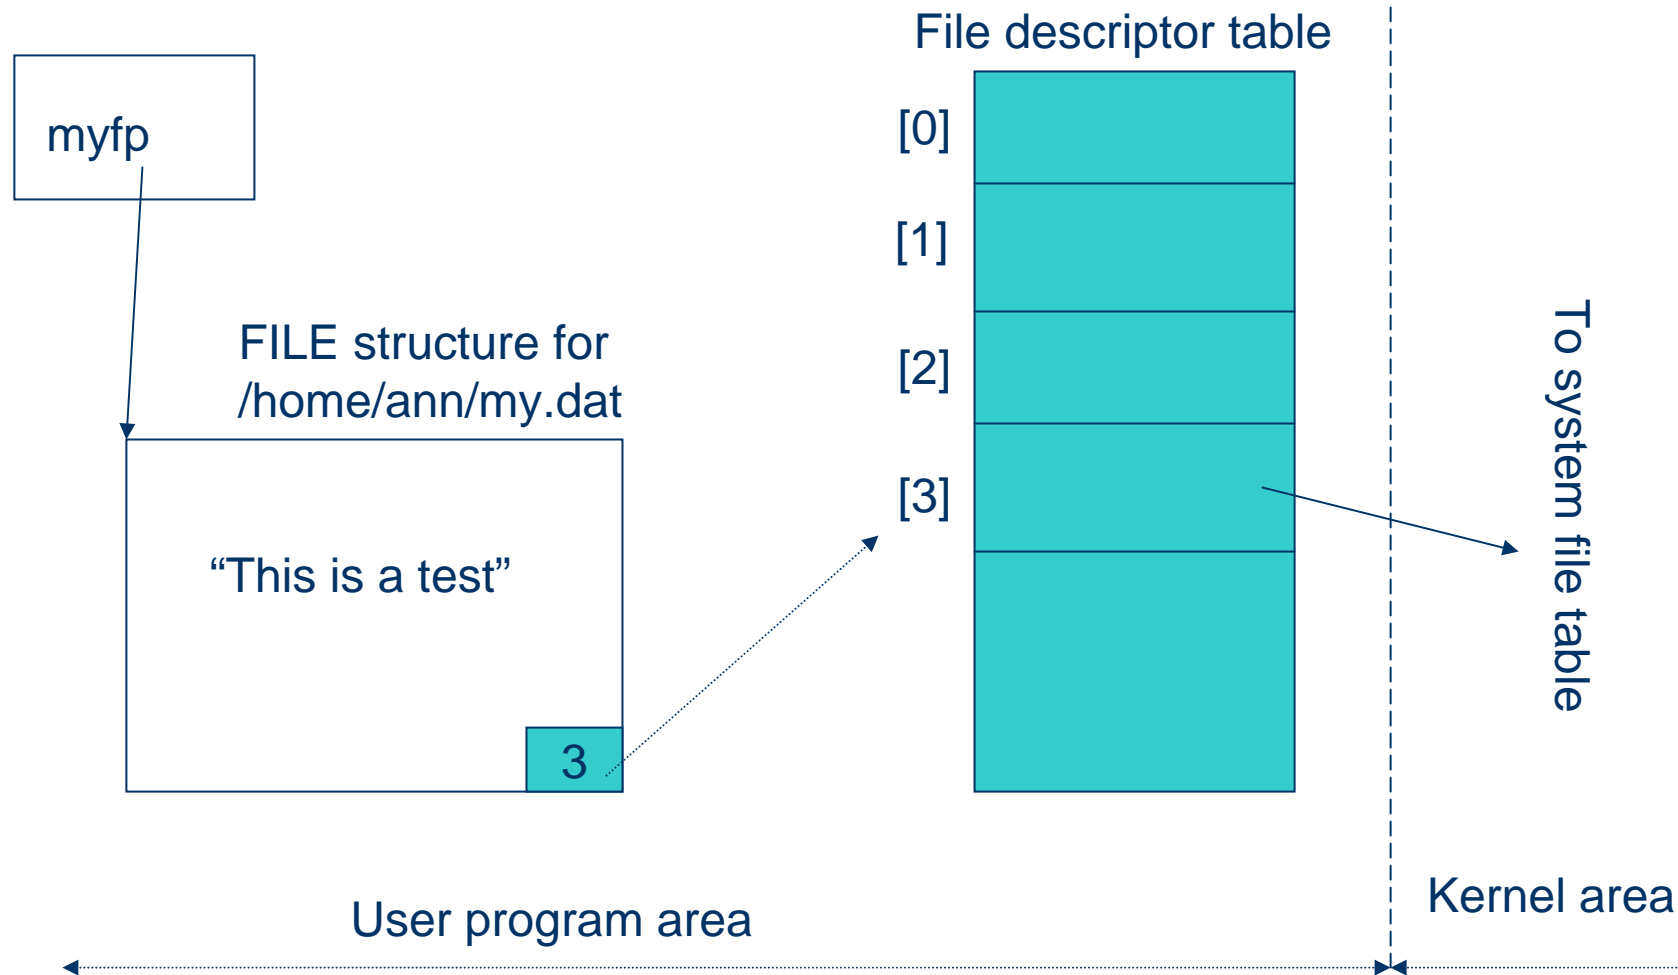 File descriptor table
myfp
[0]
[1]
FILE structure for
/home/ann/my.dat
[2]
[3]
“This is a test”
3
To system file table
User program area
Kernel area